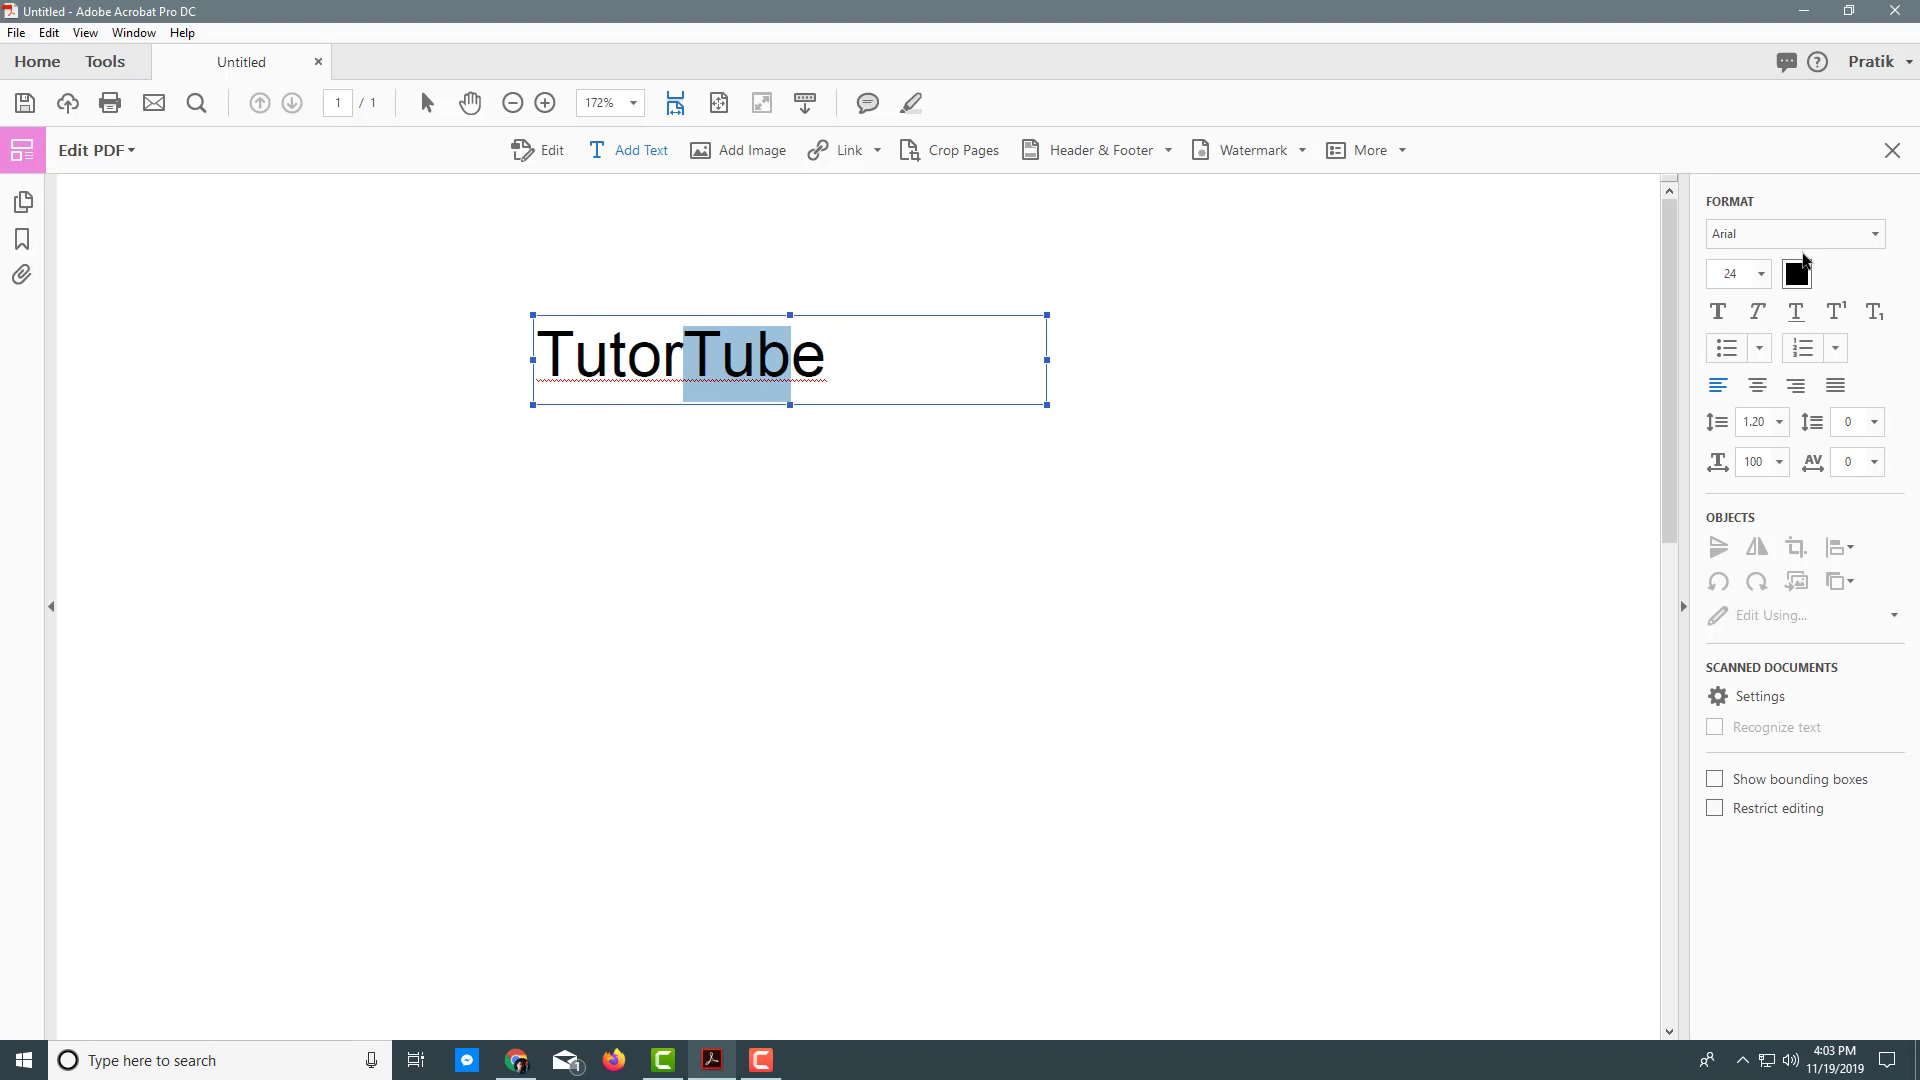 Untitled - Adobe Acrobat Pro DC
File Edit View Window Help
Home Tools Untitled Pratik
1 / 1 172%
Edit PDF Edit Add Text Add Image Link Crop Pages Header & Footer Watermark More
FORMAT
Arial
24
TutorTube
1.20 0
100 0
OBJECTS
Edit Using...
SCANNED DOCUMENTS
Settings
Recognize text
Show bounding boxes
Restrict editing
Type here to search 1 4:03 PM
11/19/2019